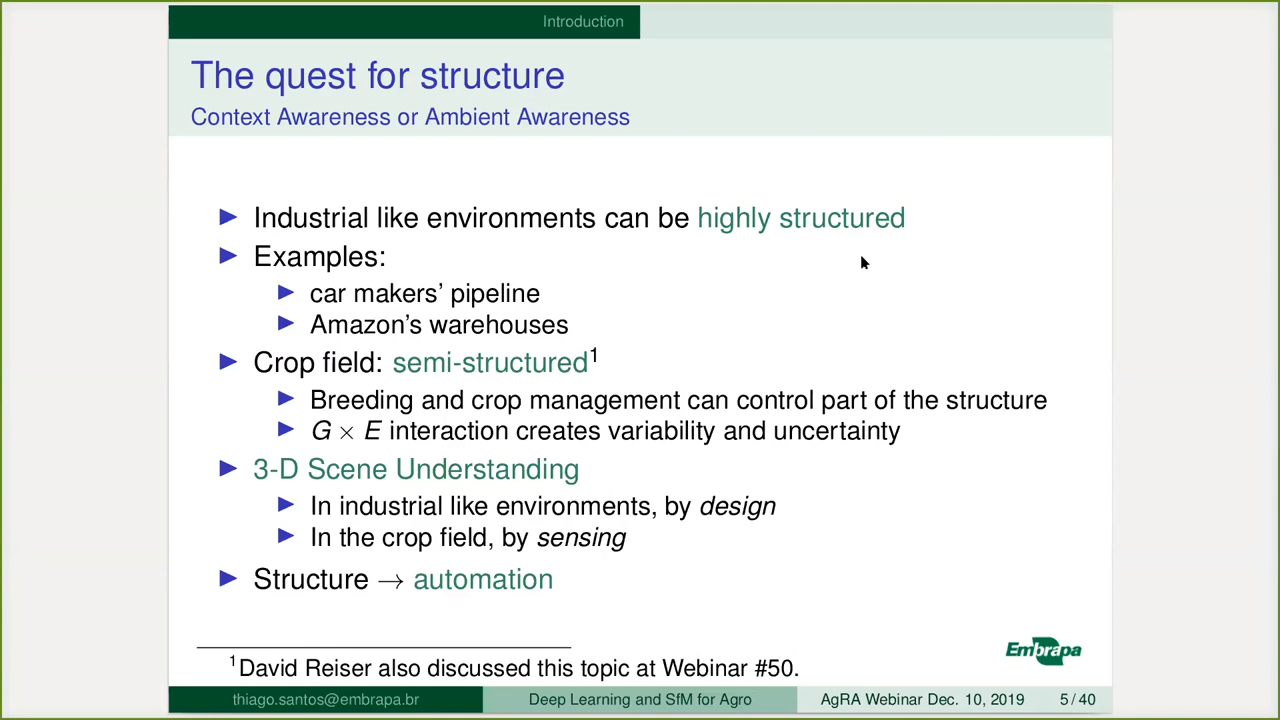 Introduction
The quest for structure
Context Awareness or Ambient Awareness
Industrial like environments can be highly structured
Examples:
car makers’ pipeline
Amazon’s warehouses
Crop field: semi-structured¹
Breeding and crop management can control part of the structure
G × E interaction creates variability and uncertainty
3-D Scene Understanding
In industrial like environments, by design
In the crop field, by sensing
Structure → automation
Embrapa
¹David Reiser also discussed this topic at Webinar #50.
thiago.santos@embrapa.br Deep Learning and SfM for Agro AgRA Webinar Dec. 10, 2019 5 / 40